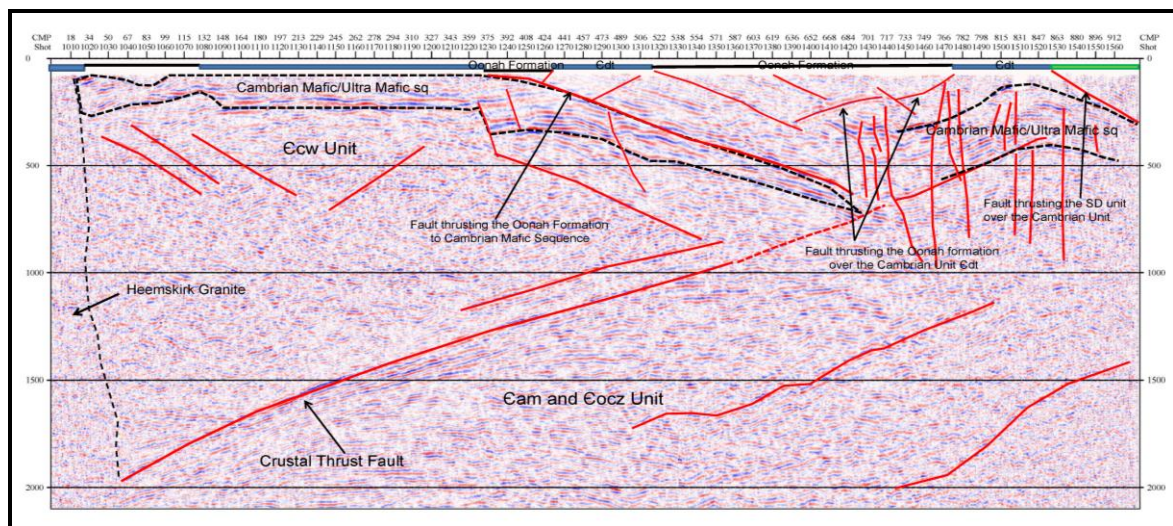 CMP 18 34 50 67 83 99 115 132 148 164 180 197 213 229 245 262 278 294 310 327 343 359 375 392 408 424 441 457 473 489 506 522 538 554 571 587 603 619 636 652 668 684 701 717 733 749 766 782 798 815 831 847 863 880 896 912 CMP
Shot 1010 1020 1030 1040 1050 1060 1070 1080 1090 1100 1110 1120 1130 1140 1150 1160 1170 1180 1190 1200 1210 1220 1230 1240 1250 1260 1270 1280 1290 1300 1310 1320 1330 1340 1350 1360 1370 1380 1390 1400 1410 1420 1430 1440 1450 1460 1470 1480 1490 1500 1510 1520 1530 1540 1550 1560 Shot
0 0
Oonah Formation Єdt Oonah Formation Єdt
Cambrian Mafic/Ultra Mafic sq
Cambrian Mafic/Ultra Mafic sq
Єcw Unit
500 500
Fault thrusting the Oonah Formation
to Cambrian Mafic Sequence
Fault thrusting the Oonah formation
over the Cambrian Unit Єdt
Fault thrusting the SD unit
over the Cambrian Unit
1000 1000
Heemskirk Granite
1500 1500
Єam and Єocz Unit
Crustal Thrust Fault
2000 2000